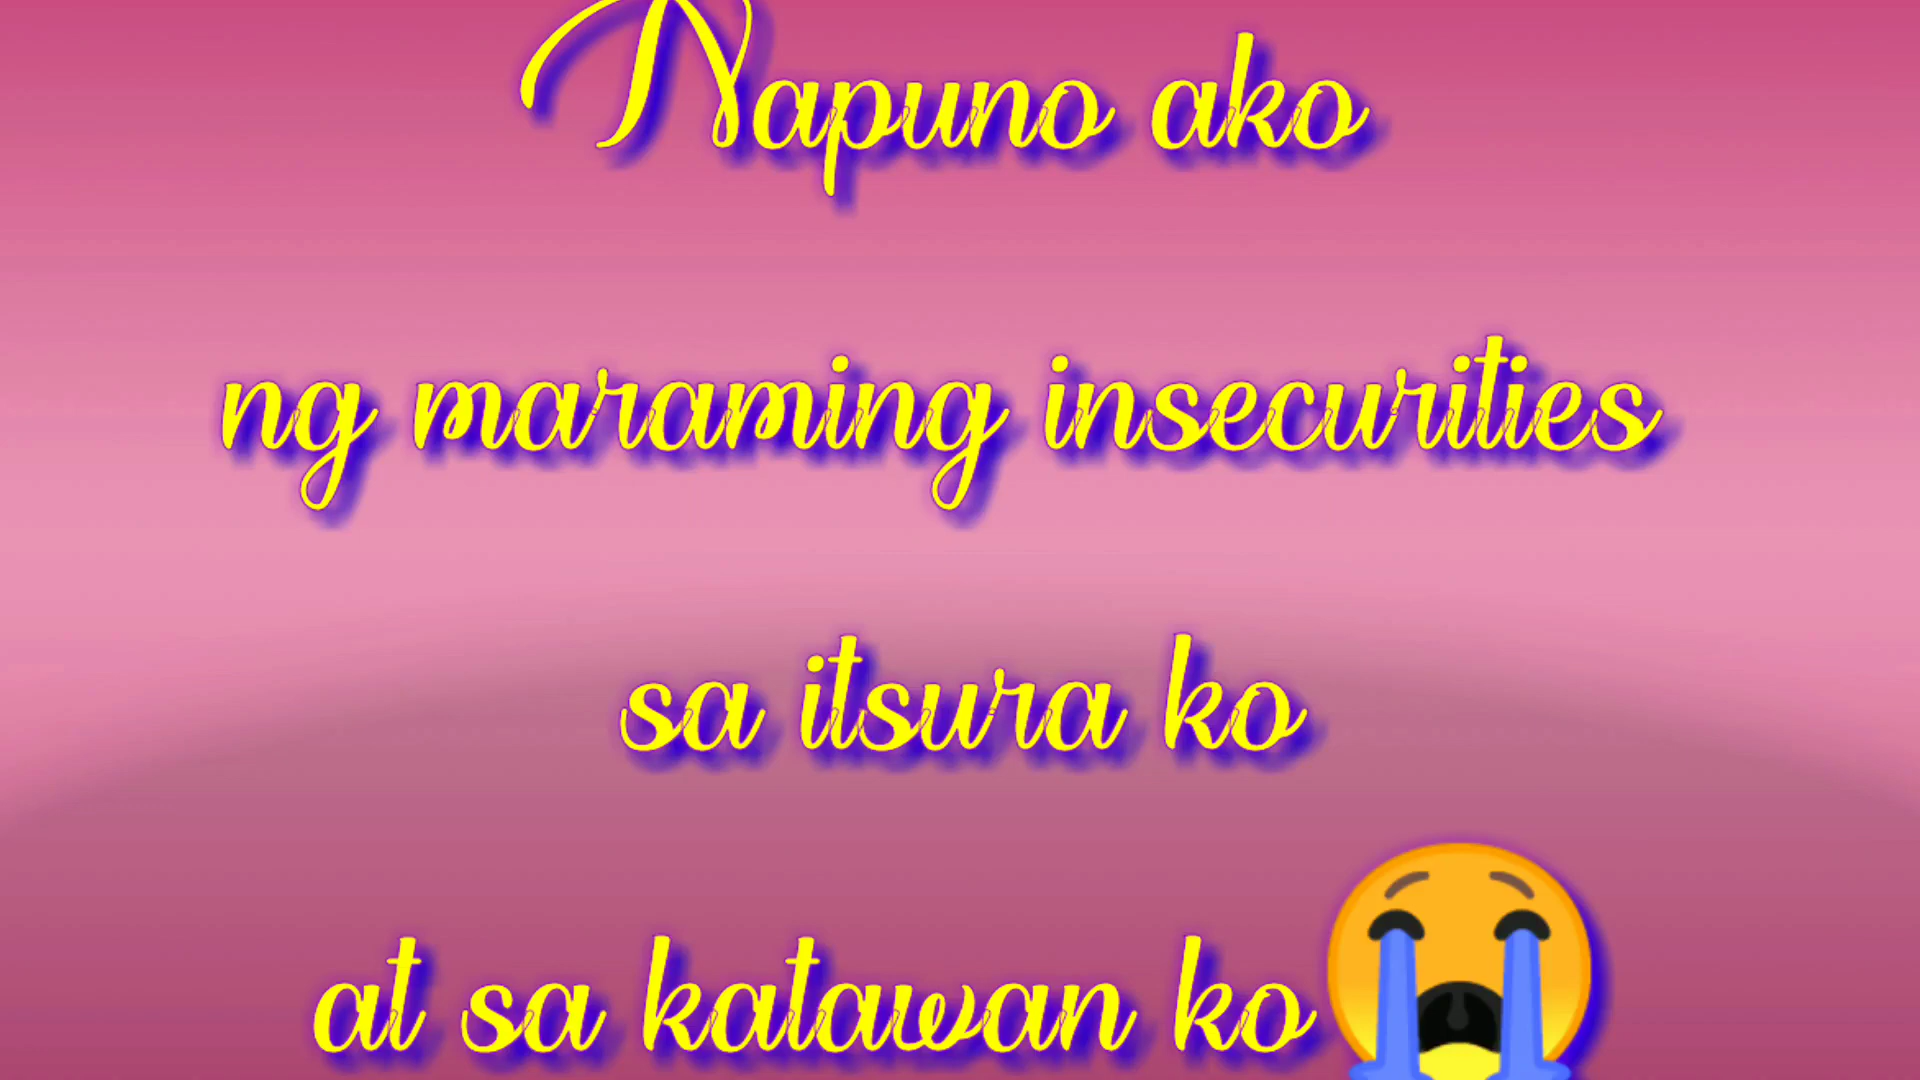 Napuno ako
ng maraming insecurities
sa itsura ko
at sa katawan ko😭